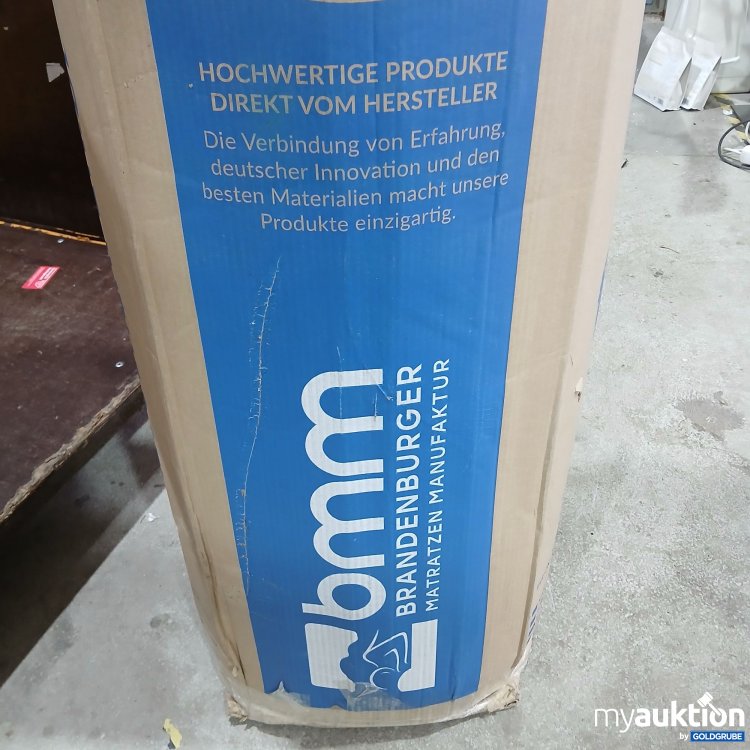 HOCHWERTIGE PRODUKTE
DIREKT VOM HERSTELLER
Die Verbindung von Erfahrung,
deutscher Innovation und den
besten Materialien macht unsere
Produkte einzigartig.
bmm
BRANDENBURGER
MATRATZEN MANUFAKTUR
myauktion
by GOLDGRUBE